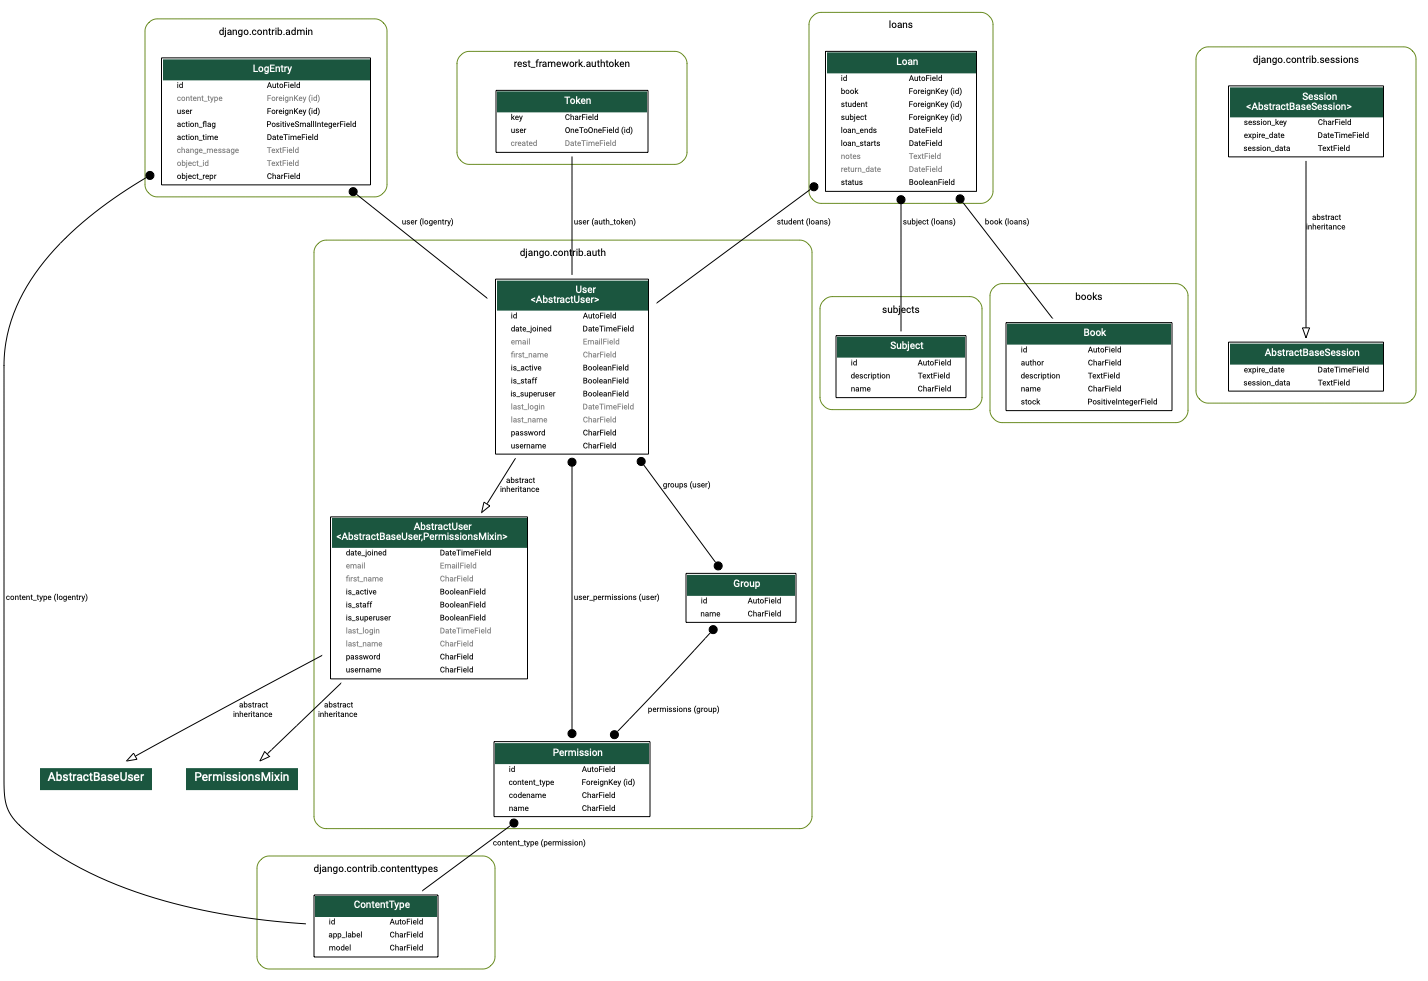 django.contrib.admin
LogEntry
id AutoField
content_type ForeignKey (id)
user ForeignKey (id)
action_flag PositiveSmallIntegerField
action_time DateTimeField
change_message TextField
object_id TextField
object_repr CharField
rest_framework.authtoken
Token
key CharField
user OneToOneField (id)
created DateTimeField
loans
Loan
id AutoField
book ForeignKey (id)
student ForeignKey (id)
subject ForeignKey (id)
loan_ends DateField
loan_starts DateField
notes TextField
return_date DateField
status BooleanField
django.contrib.sessions
Session
<AbstractBaseSession>
session_key CharField
expire_date DateTimeField
session_data TextField
user (logentry)
user (auth_token)
student (loans)
subject (loans)
book (loans)
abstract
inheritance
django.contrib.auth
User
<AbstractUser>
id AutoField
date_joined DateTimeField
email EmailField
first_name CharField
is_active BooleanField
is_staff BooleanField
is_superuser BooleanField
last_login DateTimeField
last_name CharField
password CharField
username CharField
subjects
Subject
id AutoField
description TextField
name CharField
books
Book
id AutoField
author CharField
description TextField
name CharField
stock PositiveIntegerField
AbstractBaseSession
expire_date DateTimeField
session_data TextField
abstract
inheritance
groups (user)
AbstractUser
<AbstractBaseUser,PermissionsMixin>
date_joined DateTimeField
email EmailField
first_name CharField
is_active BooleanField
is_staff BooleanField
is_superuser BooleanField
last_login DateTimeField
last_name CharField
password CharField
username CharField
content_type (logentry)
user_permissions (user)
Group
id AutoField
name CharField
abstract
inheritance
abstract
inheritance
permissions (group)
AbstractBaseUser
PermissionsMixin
Permission
id AutoField
content_type ForeignKey (id)
codename CharField
name CharField
content_type (permission)
django.contrib.contenttypes
ContentType
id AutoField
app_label CharField
model CharField